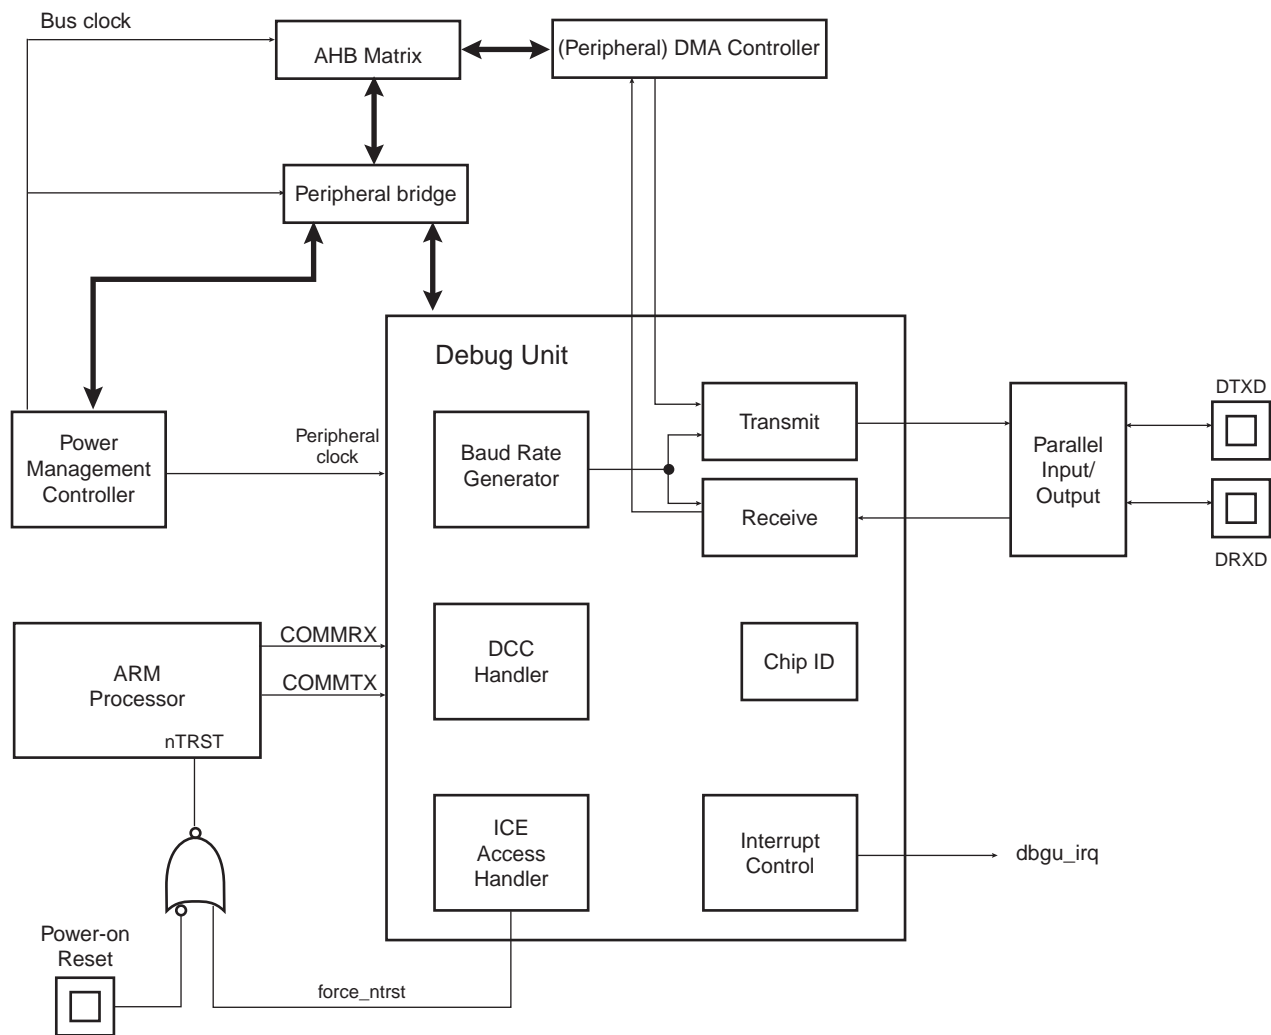 Bus clock
AHB Matrix
(Peripheral) DMA Controller
Peripheral bridge
Debug Unit
Power
Management
Controller
Peripheral
clock
Baud Rate
Generator
Transmit
Receive
Parallel
Input/
Output
DTXD
DRXD
ARM
Processor
nTRST
COMMRX
COMMTX
DCC
Handler
Chip ID
ICE
Access
Handler
Interrupt
Control
dbgu_irq
Power-on
Reset
force_ntrst